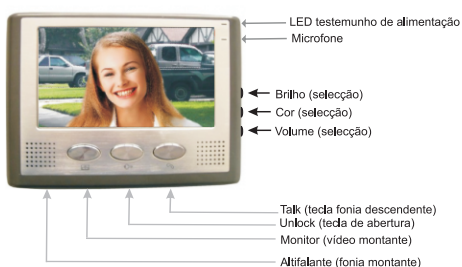 LED testemunho de alimentação
Microfone
Brilho (selecção)
Cor (selecção)
Volume (selecção)
Talk (tecla fonia descendente)
Unlock (tecla de abertura)
Monitor (vídeo montante)
Altifalante (fonia montante)